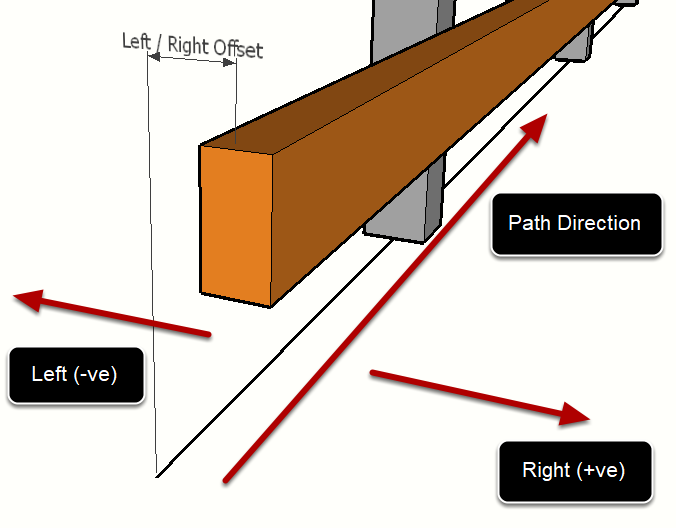 Left / Right Offset
Path Direction
Left (-ve)
Right (+ve)